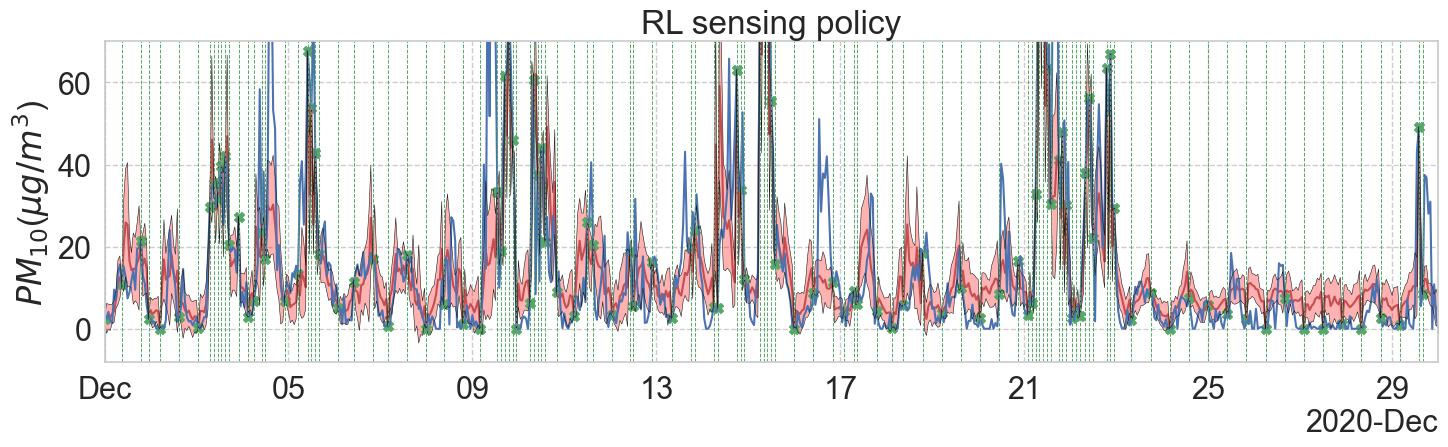 RL sensing policy
PM₁₀(μg/m³)
60
40
20
0
Dec 05 09 13 17 21 25 29
2020-Dec